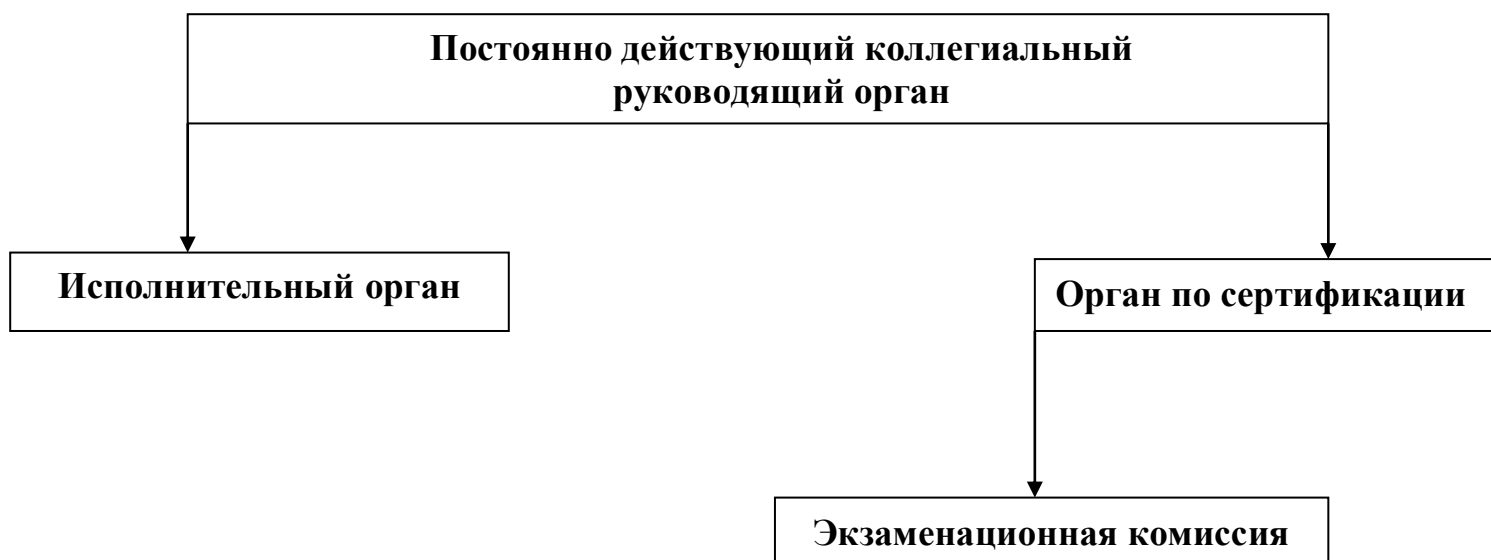 Постоянно действующий коллегиальный
руководящий орган
Исполнительный орган
Орган по сертификации
Экзаменационная комиссия